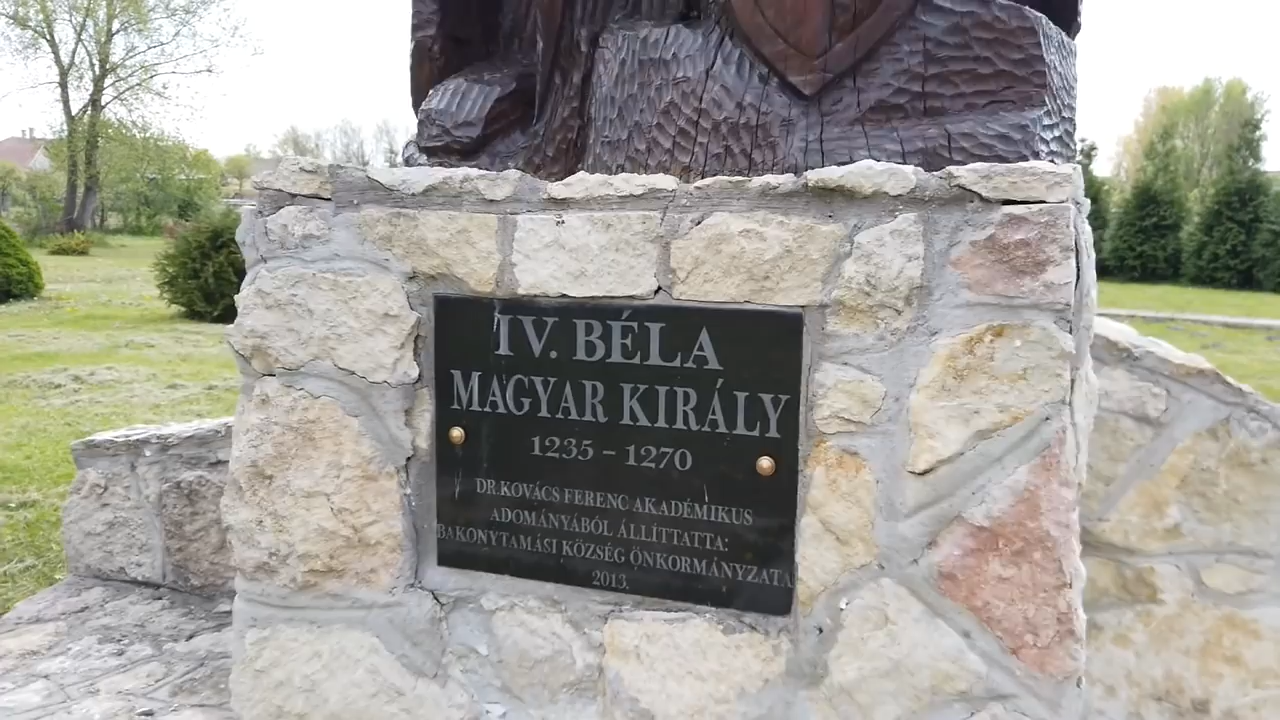 IV. BÉLA
MAGYAR KIRÁLY
1235 - 1270
DR.KOVÁCS FERENC AKADÉMIKUS
ADOMÁNYÁBÓL ÁLLÍTTATTA:
BAKONYTAMÁSI KÖZSÉG ÖNKORMÁNYZATA
2013.